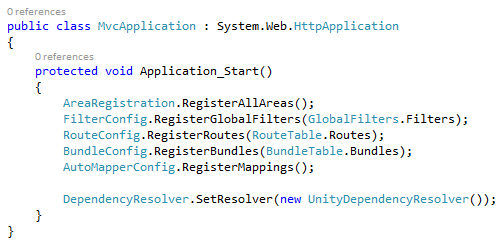 0 references
public class MvcApplication : System.Web.HttpApplication
{
0 references
protected void Application_Start()
{
AreaRegistration.RegisterAllAreas();
FilterConfig.RegisterGlobalFilters(GlobalFilters.Filters);
RouteConfig.RegisterRoutes(RouteTable.Routes);
BundleConfig.RegisterBundles(BundleTable.Bundles);
AutoMapperConfig.RegisterMappings();
DependencyResolver.SetResolver(new UnityDependencyResolver());
}
}